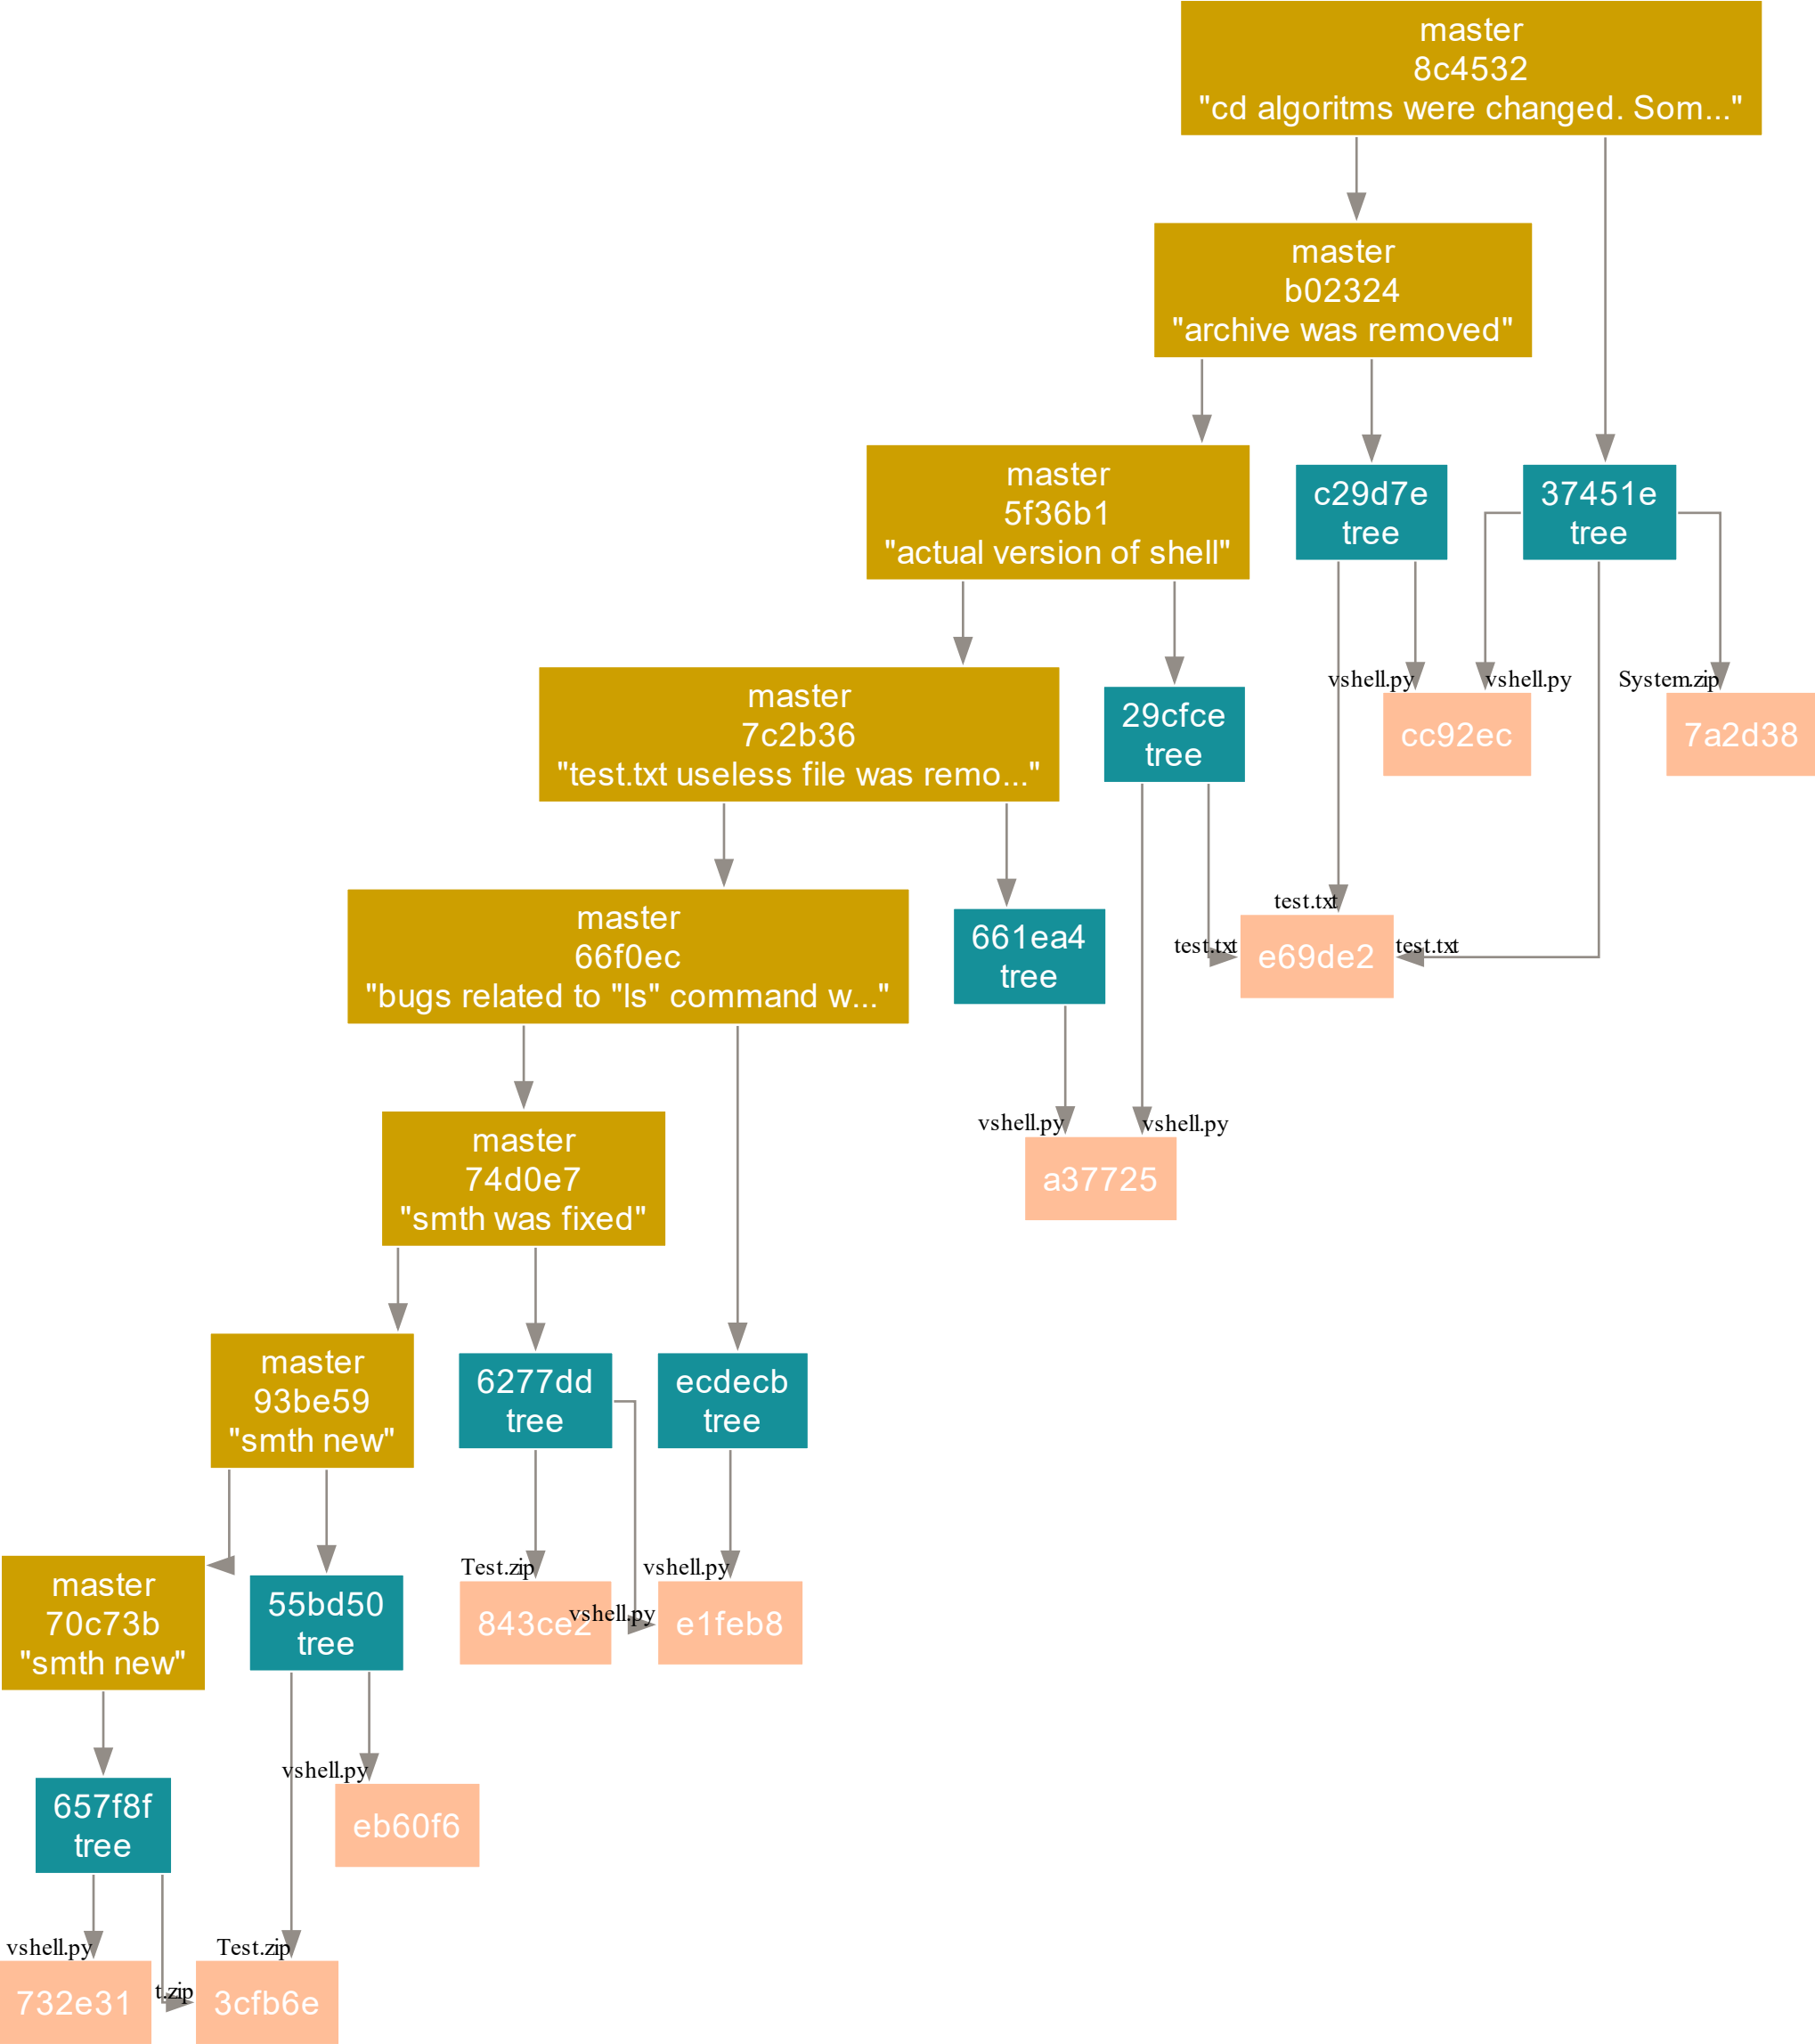 master
8c4532
"cd algoritms were changed. Som..."
master
b02324
"archive was removed"
master
5f36b1
"actual version of shell"
c29d7e
tree
37451e
tree
master
7c2b36
"test.txt useless file was remo..."
29cfce
tree
vshell.py
vshell.py
System.zip
cc92ec
7a2d38
master
66f0ec
"bugs related to "ls" command w..."
661ea4
tree
test.txt
test.txt
e69de2
test.txt
master
74d0e7
"smth was fixed"
vshell.py
vshell.py
a37725
master
93be59
"smth new"
6277dd
tree
ecdecb
tree
master
70c73b
"smth new"
55bd50
tree
Test.zip
843ce2
vshell.py
vshell.py
e1feb8
657f8f
tree
vshell.py
eb60f6
vshell.py
732e31
t.zip
Test.zip
3cfb6e